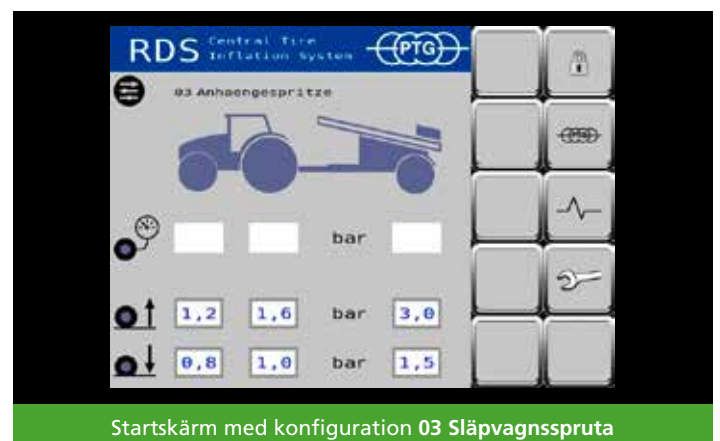 RDS Central Tire Inflation System PTG
03 Anhaengespritze
bar
1,2 1,6 bar 3,0
0,8 1,0 bar 1,5
Startskärm med konfiguration 03 Släpvagnsspruta